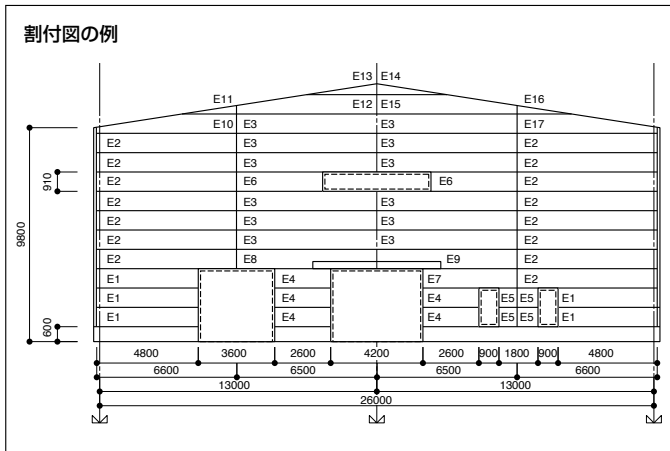 割付図の例
E13 E14
E11 E12 E15 E16
E10 E3 E3 E17
E2 E3 E3 E2
E2 E3 E3 E2
910 E2 E6 E6 E2
E2 E3 E3 E2
E2 E3 E3 E2
9800 E2 E3 E3 E2
E2 E8 E9 E2
E1 E4 E7 E2
E1 E4 E4 E5 E5 E1
600 E1 E4 E4 E5 E5 E1
4800 3600 2600 4200 2600 900 1800 900 4800
6600 6500 6500 6600
13000 13000
26000